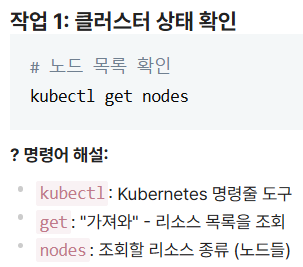 작업 1: 클러스터 상태 확인
# 노드 목록 확인
kubectl get nodes
? 명령어 해설:
kubectl: Kubernetes 명령줄 도구
get: "가져와" - 리소스 목록을 조회
nodes: 조회할 리소스 종류 (노드들)